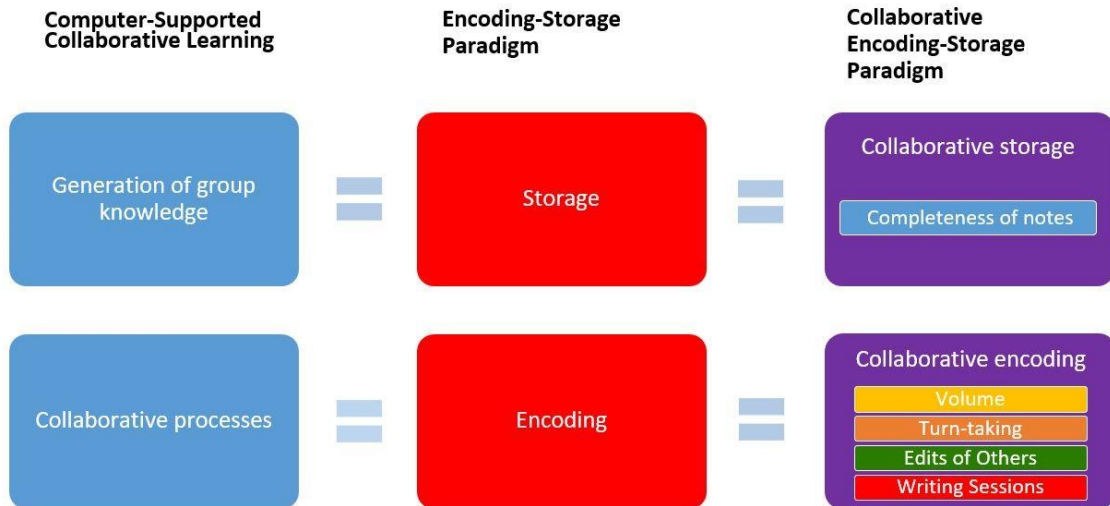 Computer-Supported
Collaborative Learning
Encoding-Storage
Paradigm
Collaborative
Encoding-Storage
Paradigm
Generation of group
knowledge
Storage
Collaborative storage
Completeness of notes
Collaborative processes
Encoding
Collaborative encoding
Volume
Turn-taking
Edits of Others
Writing Sessions